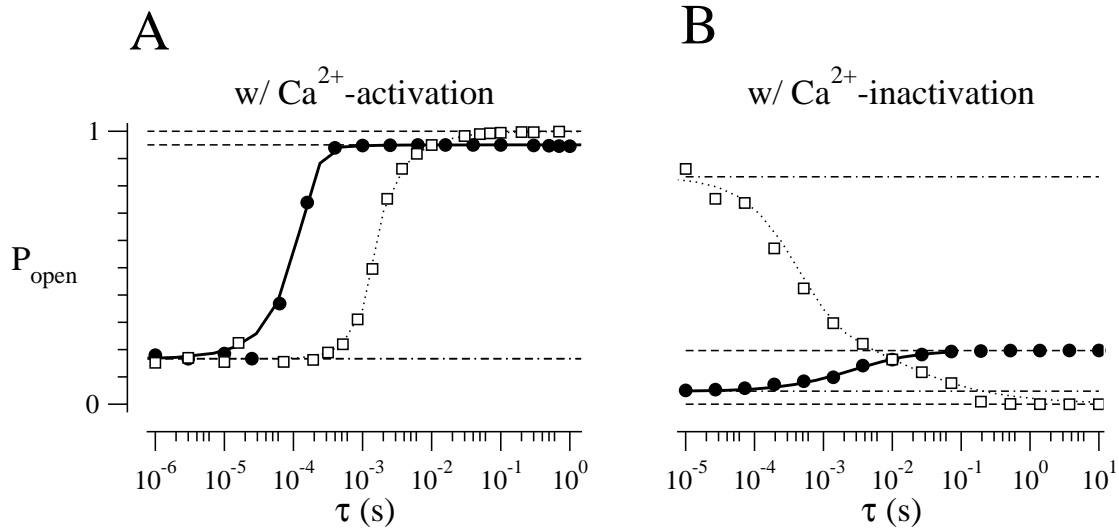 A
B
w/ Ca²⁺-activation
w/ Ca²⁺-inactivation
1
P_open
0
10⁻⁶ 10⁻⁵ 10⁻⁴ 10⁻³ 10⁻² 10⁻¹ 10⁰
τ (s)
10⁻⁵ 10⁻⁴ 10⁻³ 10⁻² 10⁻¹ 10⁰ 10¹
τ (s)